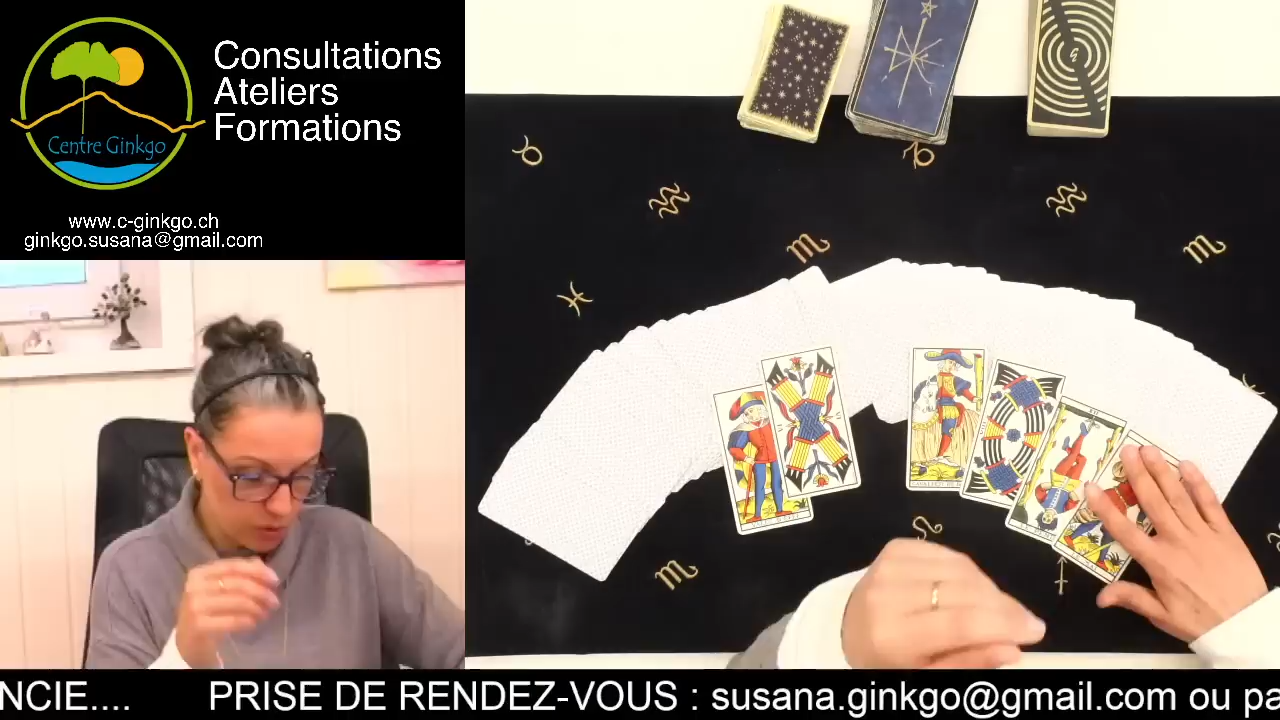 Consultations
Ateliers
Formations
Centre Ginkgo
www.c-ginkgo.ch
ginkgo.susana@gmail.com
XII
NCIE.... PRISE DE RENDEZ-VOUS : susana.ginkgo@gmail.com ou pa